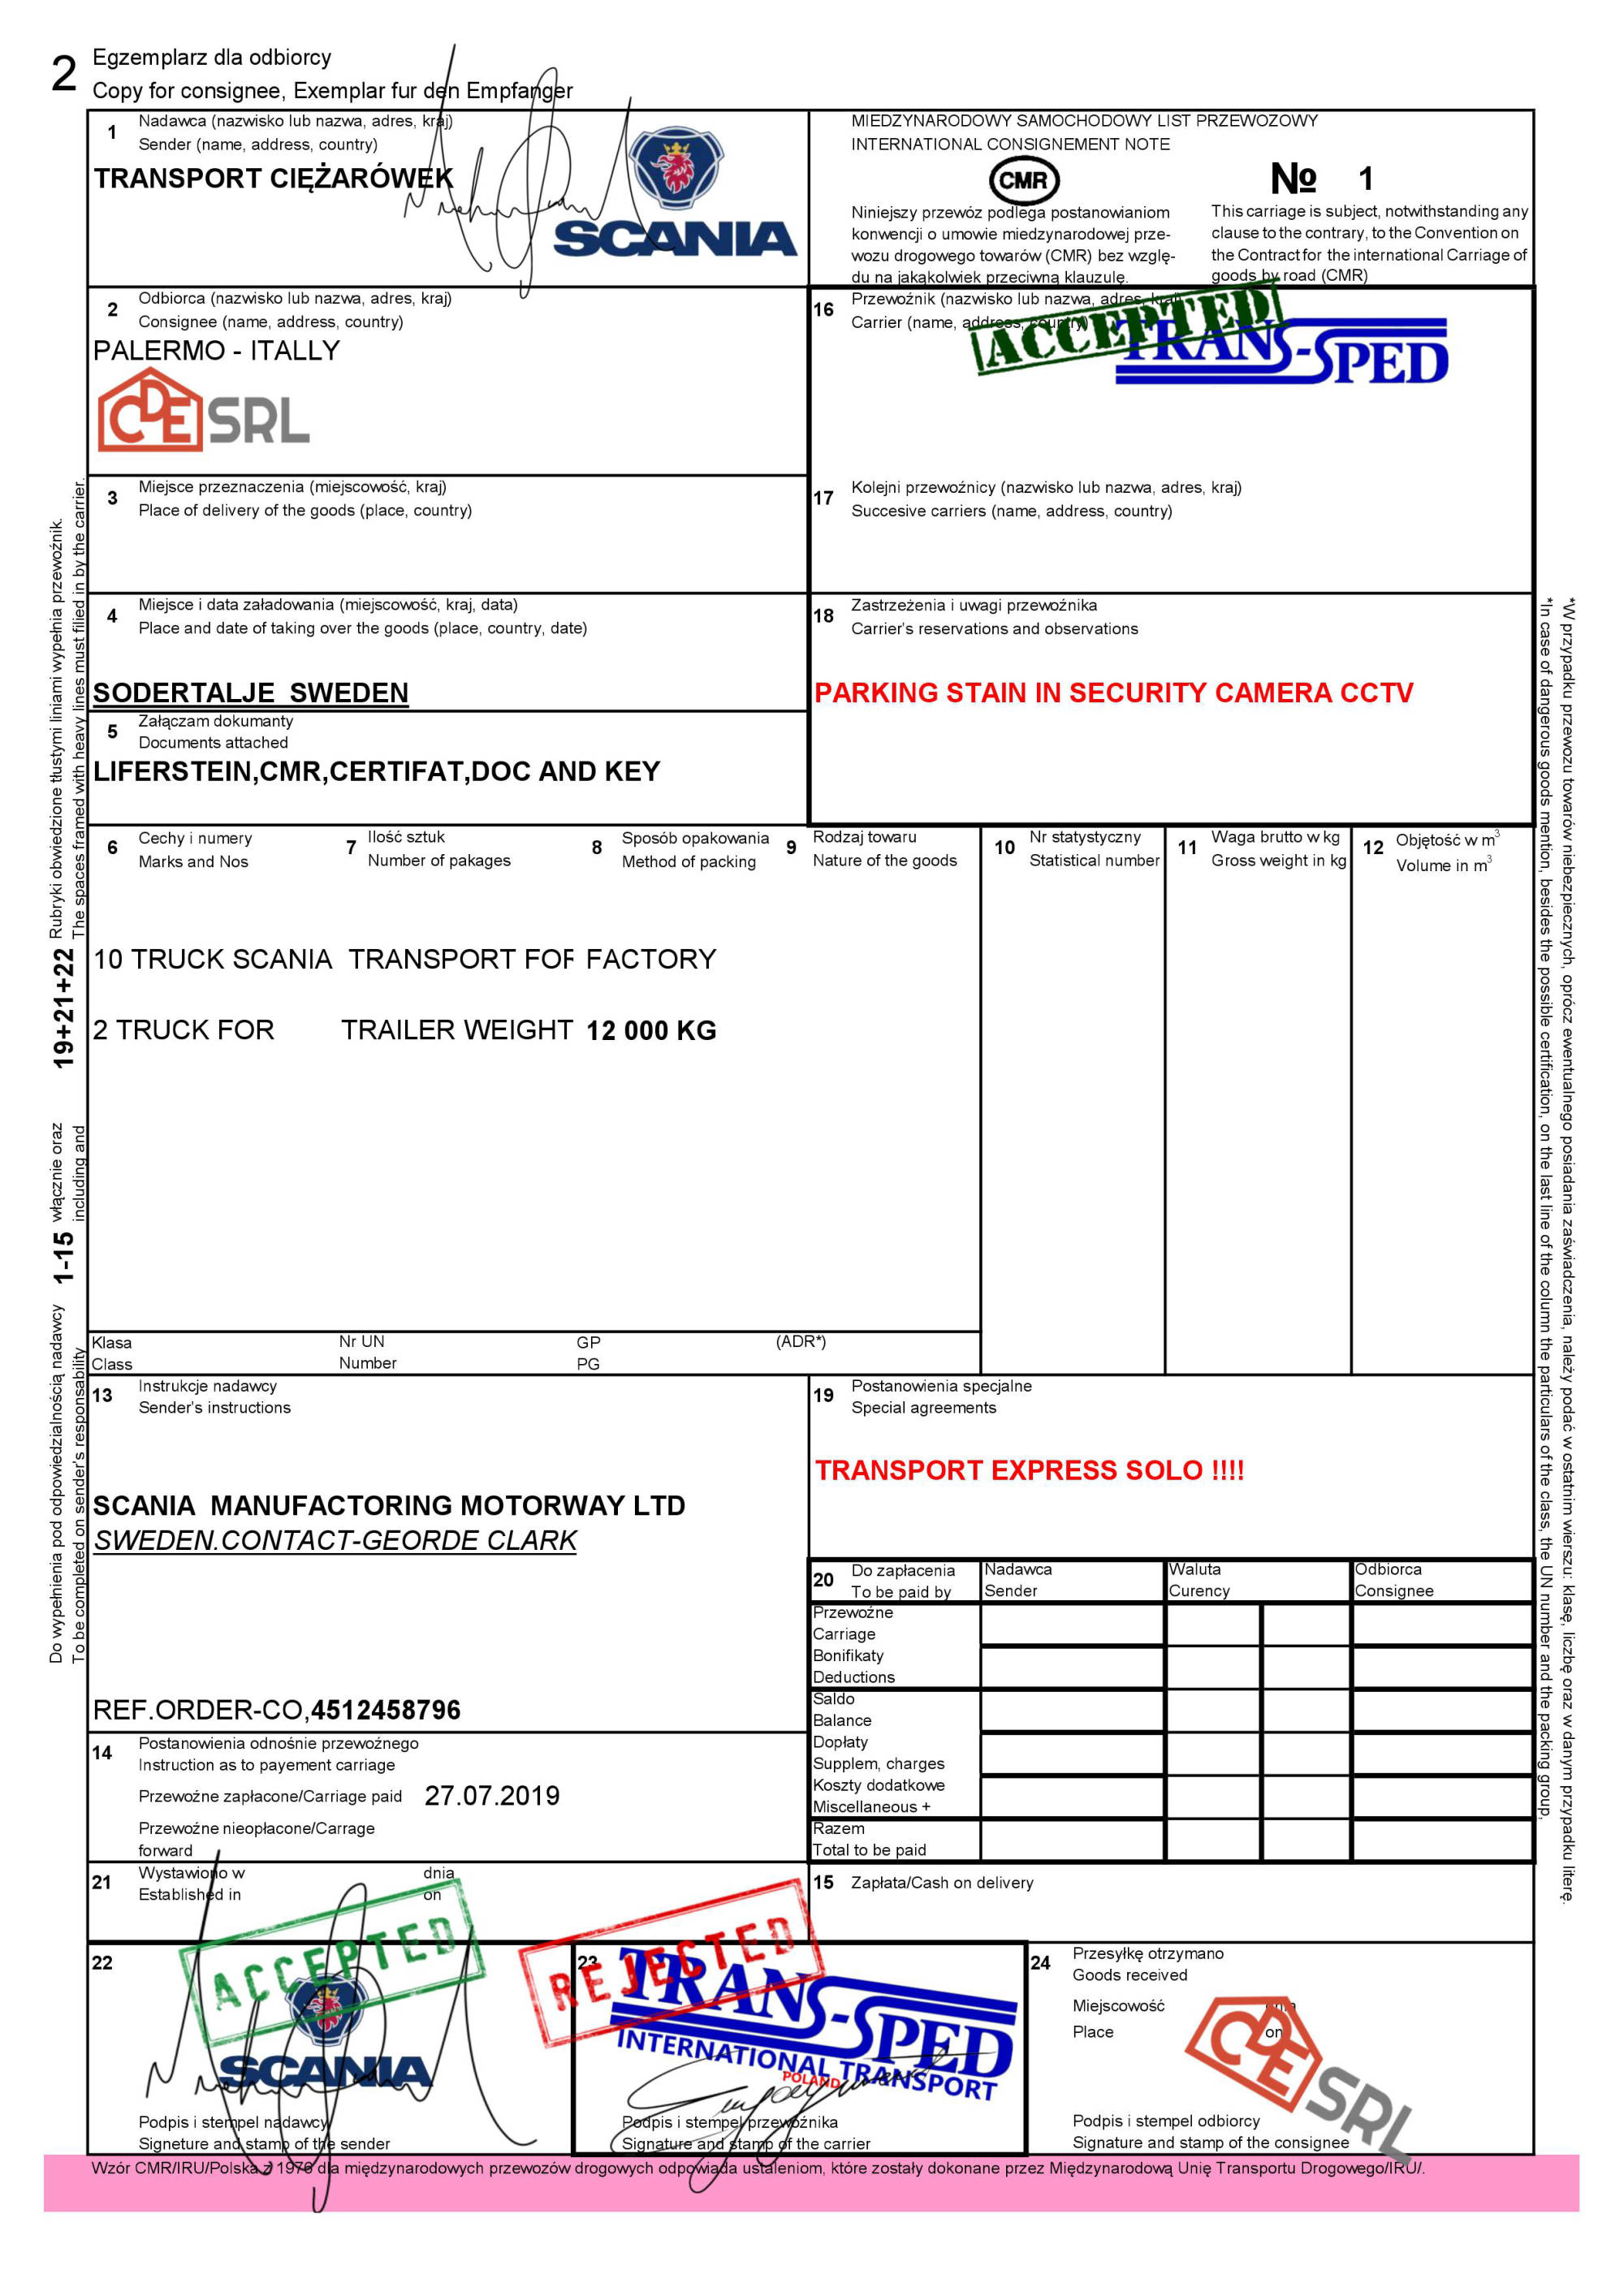 2
Egzemplarz dla odbiorcy
Copy for consignee, Exemplar fur den Empfanger
1
Nadawca (nazwisko lub nazwa, adres, kraj)
Sender (name, address, country)
TRANSPORT CIĘŻARÓWEK
SCANIA
MIEDZYNARODOWY SAMOCHODOWY LIST PRZEWOZOWY
INTERNATIONAL CONSIGNEMENT NOTE
CMR
№ 1
Niniejszy przewóz podlega postanowianiom
konwencji o umowie miedzynarodowej prze-
wozu drogowego towarów (CMR) bez wzglę-
du na jakąkolwiek przeciwną klauzulę.
This carriage is subject, notwithstanding any
clause to the contrary, to the Convention on
the Contract for the international Carriage of
goods by road (CMR)
2
Odbiorca (nazwisko lub nazwa, adres, kraj)
Consignee (name, address, country)
PALERMO - ITALLY
CDE SRL
16
Przewoźnik (nazwisko lub nazwa, adres, kraj)
Carrier (name, address, country)
ACCEPTED
TRANS-SPED
3
Miejsce przeznaczenia (miejscowość, kraj)
Place of delivery of the goods (place, country)
17
Kolejni przewoźnicy (nazwisko lub nazwa, adres, kraj)
Succesive carriers (name, address, country)
4
Miejsce i data załadowania (miejscowość, kraj, data)
Place and date of taking over the goods (place, country, date)
SODERTALJE SWEDEN
18
Zastrzeżenia i uwagi przewoźnika
Carrier's reservations and observations
PARKING STAIN IN SECURITY CAMERA CCTV
5
Załączam dokumanty
Documents attached
LIFERSTEIN,CMR,CERTIFAT,DOC AND KEY
6
Cechy i numery
Marks and Nos
7
Ilość sztuk
Number of pakages
8
Sposób opakowania
Method of packing
9
Rodzaj towaru
Nature of the goods
10
Nr statystyczny
Statistical number
11
Waga brutto w kg
Gross weight in kg
12
Objętość w m3
Volume in m3
10 TRUCK SCANIA TRANSPORT FOR FACTORY
2 TRUCK FOR TRAILER WEIGHT 12 000 KG
Klasa Nr UN GP (ADR*)
Class Number PG
13
Instrukcje nadawcy
Sender's instructions
SCANIA MANUFACTORING MOTORWAY LTD
SWEDEN.CONTACT-GEORDE CLARK
REF.ORDER-CO,4512458796
19
Postanowienia specjalne
Special agreements
TRANSPORT EXPRESS SOLO !!!!
20
Do zapłacenia
To be paid by
Nadawca
Sender
Waluta
Curency
Odbiorca
Consignee
Przewoźne
Carriage
Bonifikaty
Deductions
Saldo
Balance
Dopłaty
Supplem, charges
Koszty dodatkowe
Miscellaneous +
Razem
Total to be paid
14
Postanowienia odnośnie przewoźnego
Instruction as to payement carriage
Przewoźne zapłacone/Carriage paid 27.07.2019
Przewoźne nieopłacone/Carrage
forward
21
Wystawiono w dnia
Established in on
15 Zapłata/Cash on delivery
22
ACCEPTED
SCANIA
Podpis i stempel nadawcy
Signeture and stamp of the sender
23
REJECTED
TRANS-SPED
INTERNATIONAL TRANSPORT
POLAND
Podpis i stempel przewoźnika
Signature and stamp of the carrier
24
Przesyłkę otrzymano
Goods received
Miejscowość dnia
Place on
CDE SRL
Podpis i stempel odbiorcy
Signature and stamp of the consignee
Wzór CMR/IRU/Polska z 1976 dla międzynarodowych przewozów drogowych odpowiada ustaleniom, które zostały dokonane przez Międzynarodową Unię Transportu Drogowego/IRU/.
Rubryki obwiedzione tłustymi liniami wypełnia przewoźnik.
The spaces framed with heavy lines must filed in by the carrier.
19+21+22
włącznie oraz
including and
1-15
Do wypełnienia pod odpowiedzialnością nadawcy
To be completed on sender's responsability
*W przypadku przewozu towarów niebezpiecznych, oprócz ewentualnego posiadania zaświadczenia, należy podać w ostatnim wierszu: klasę, liczbę oraz w danym przypadku literę.
*In case of dangerous goods mention, besides the possible certification, on the last line of the column the particulars of the class, the UN number and the packing group,